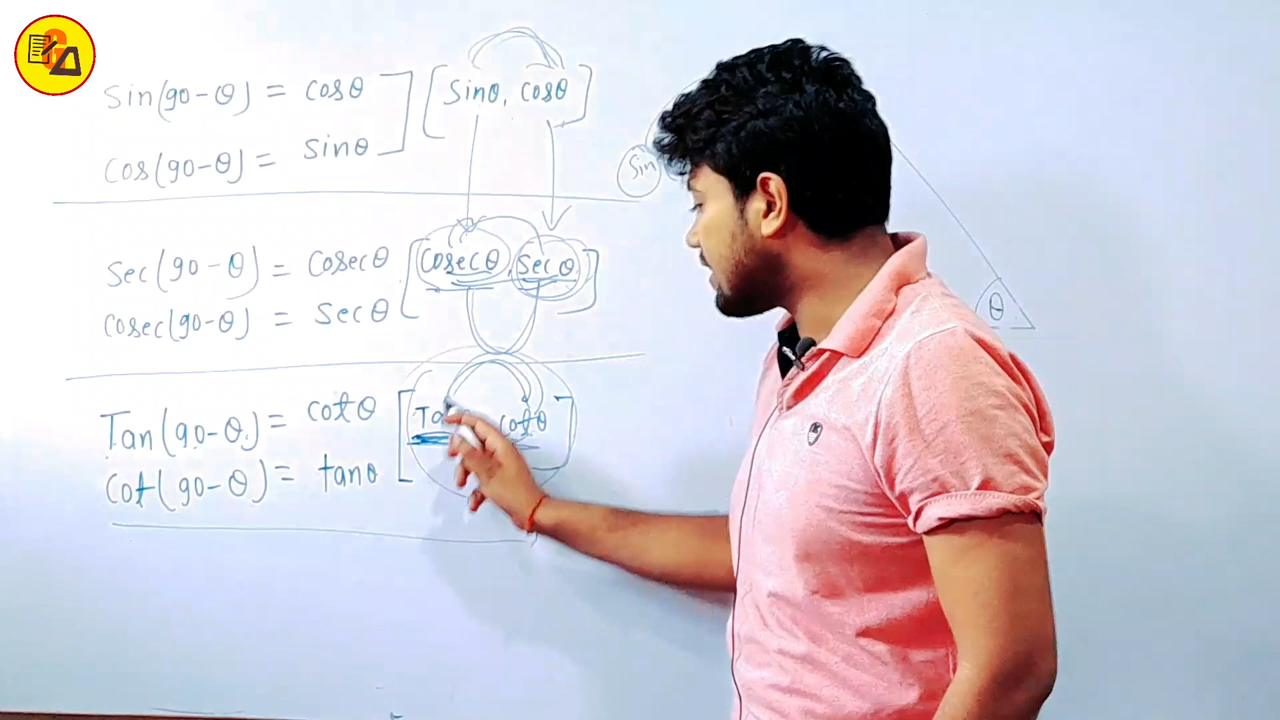 Sin(90-θ) = cosθ [Sinθ, cosθ]
cos(90-θ) = sinθ
Sin
Sec(90-θ) = cosecθ [Cosecθ, Secθ]
cosec(90-θ) = secθ
θ
Tan(90-θ) = cotθ [ cotθ]
Cot(90-θ) = tanθ